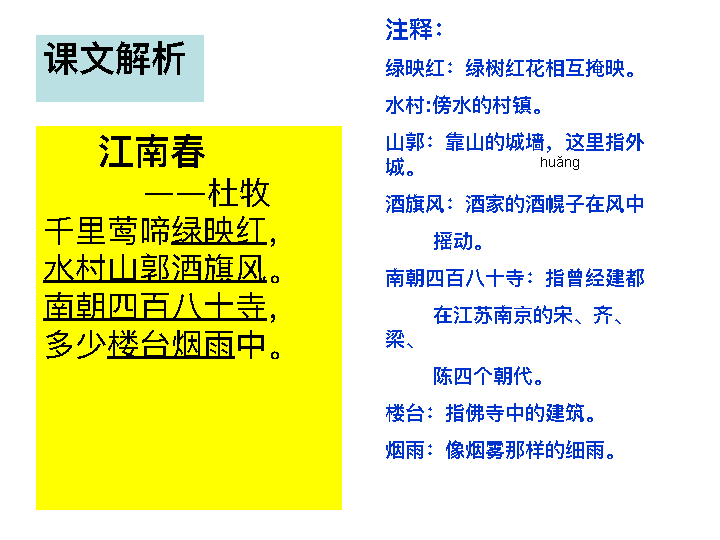 课文解析
江南春
——杜牧
千里莺啼绿映红，
水村山郭酒旗风。
南朝四百八十寺，
多少楼台烟雨中。
注释：
绿映红：绿树红花相互掩映。
水村:傍水的村镇。
山郭：靠山的城墙，这里指外
城。
huǎng
酒旗风：酒家的酒幌子在风中
摇动。
南朝四百八十寺：指曾经建都
在江苏南京的宋、齐、
梁、
陈四个朝代。
楼台：指佛寺中的建筑。
烟雨：像烟雾那样的细雨。